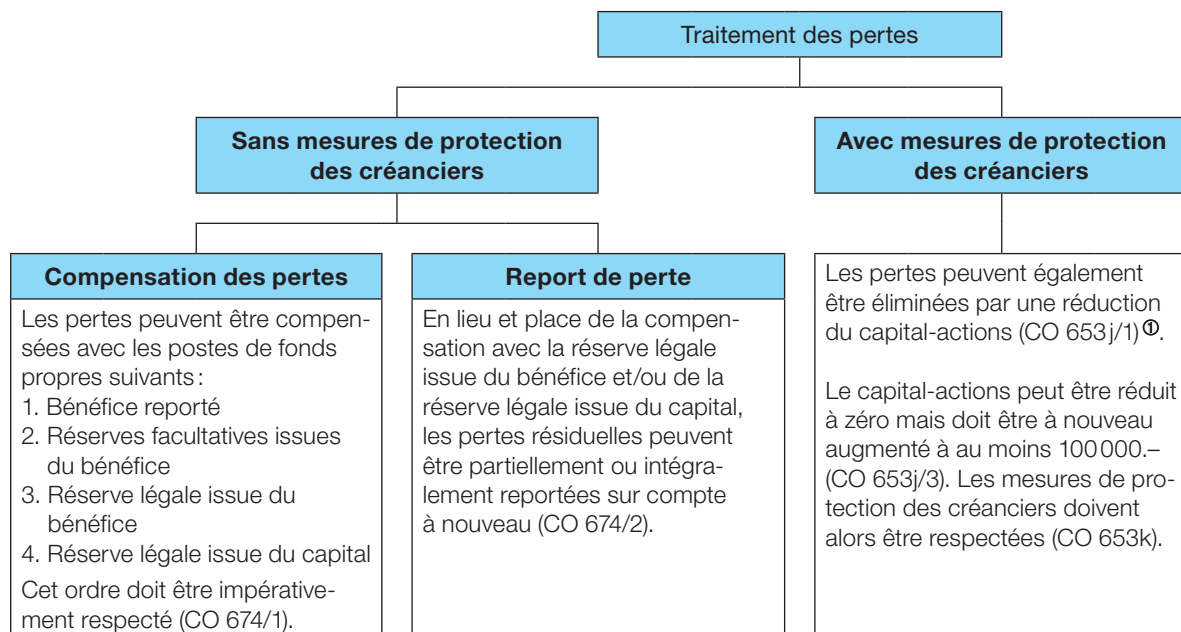 Traitement des pertes
Sans mesures de protection
des créanciers
Avec mesures de protection
des créanciers
Compensation des pertes
Les pertes peuvent être compen-
sées avec les postes de fonds
propres suivants :
1. Bénéfice reporté
2. Réserves facultatives issues
du bénéfice
3. Réserve légale issue du
bénéfice
4. Réserve légale issue du capital
Cet ordre doit être impérative-
ment respecté (CO 674/1).
Report de perte
En lieu et place de la compen-
sation avec la réserve légale
issue du bénéfice et/ou de la
réserve légale issue du capital,
les pertes résiduelles peuvent
être partiellement ou intégra-
lement reportées sur compte
à nouveau (CO 674/2).
Les pertes peuvent également
être éliminées par une réduction
du capital-actions (CO 653j/1)①.
Le capital-actions peut être réduit
à zéro mais doit être à nouveau
augmenté à au moins 100 000.–
(CO 653j/3). Les mesures de pro-
tection des créanciers doivent
alors être respectées (CO 653k).